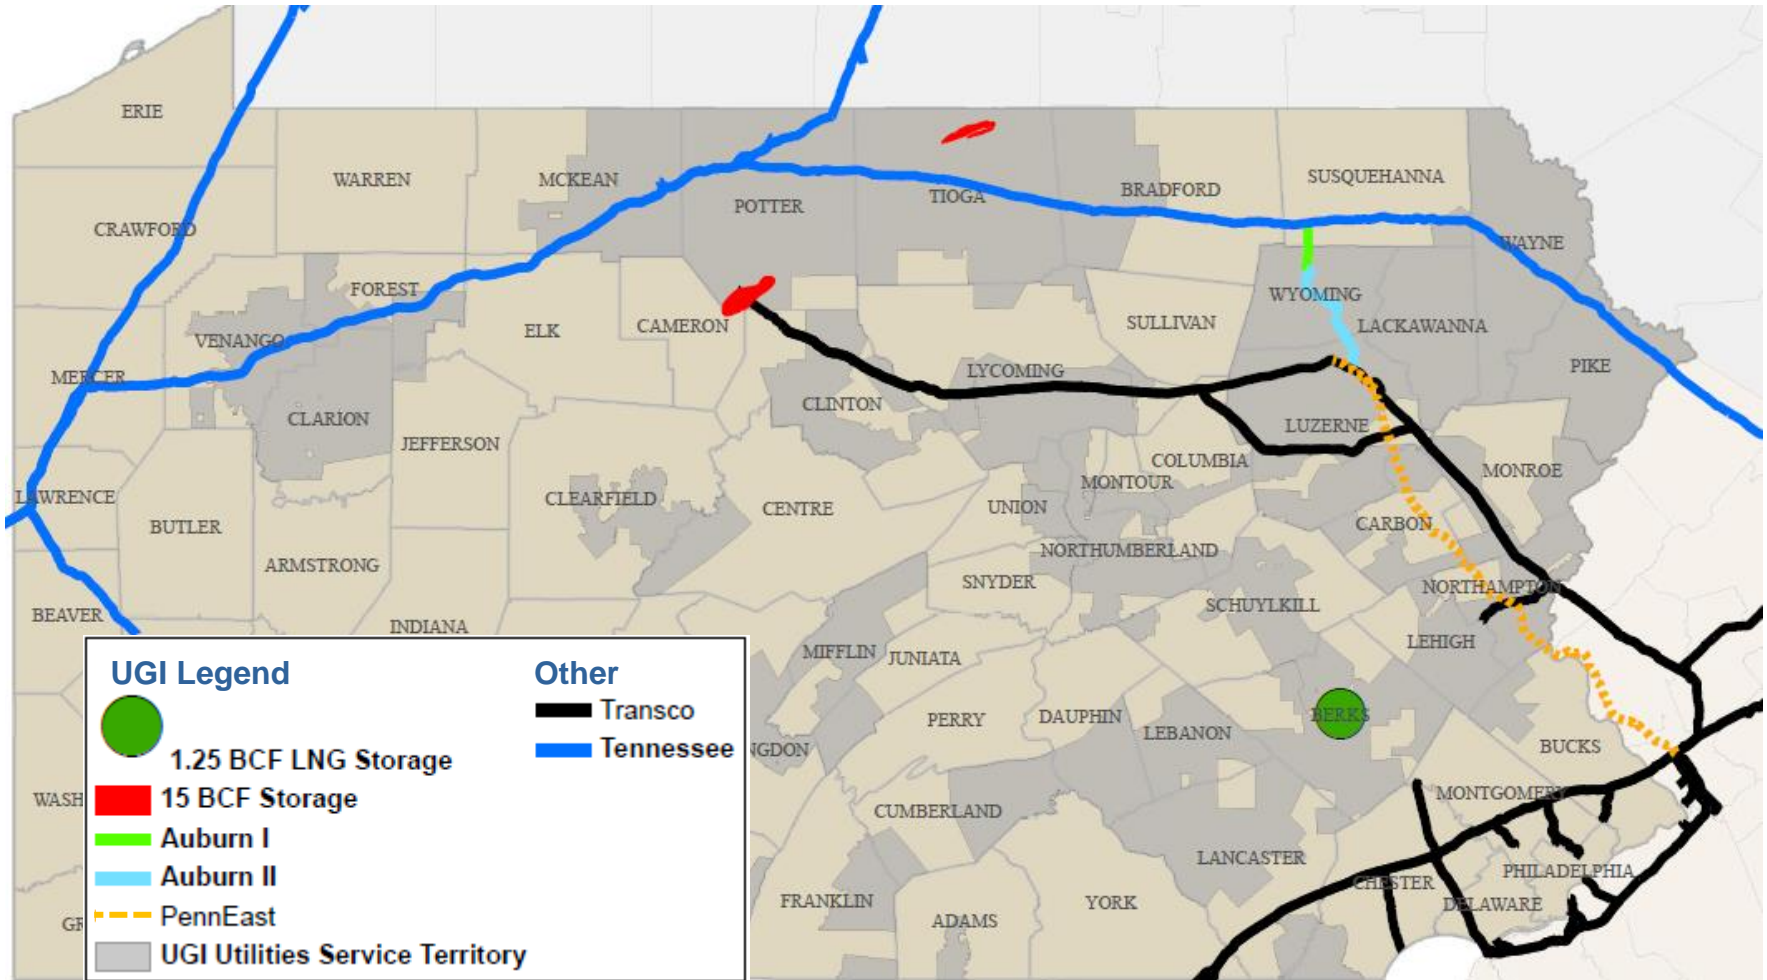 ERIE
WARREN
MCKEAN
POTTER
TIOGA
BRADFORD
SUSQUEHANNA
CRAWFORD
WAYNE
FOREST
WYOMING
VENANGO
ELK
CAMERON
SULLIVAN
LACKAWANNA
MERCER
LYCOMING
PIKE
CLARION
CLINTON
LUZERNE
JEFFERSON
COLUMBIA
MONROE
LAWRENCE
CLEARFIELD
MONTOUR
BUTLER
CENTRE
UNION
CARBON
ARMSTRONG
NORTHUMBERLAND
SNYDER
NORTHAMPTON
BEAVER
INDIANA
SCHUYLKILL
MIFFLIN
JUNIATA
LEHIGH
PERRY
DAUPHIN
LEBANON
BERKS
NGDON
BUCKS
WASH
CUMBERLAND
MONTGOMERY
LANCASTER
PHILADELPHIA
CHESTER
DELAWARE
FRANKLIN
ADAMS
YORK
GR
UGI Legend
1.25 BCF LNG Storage
15 BCF Storage
Auburn I
Auburn II
PennEast
UGI Utilities Service Territory
Other
Transco
Tennessee